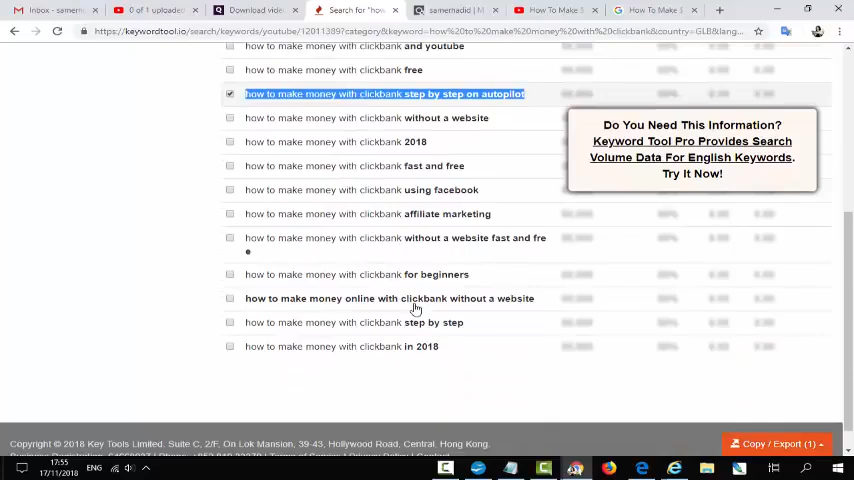 Inbox - samerna
0 of 1 uploaded
Download video
Search for "how
samerhadid | M
How To Make $
How To Make $
https://keywordtool.io/search/keywords/youtube/12011389?category&keyword=how%20to%20make%20money%20with%20clickbank&country=GLB&lang...
how to make money with clickbank and youtube
how to make money with clickbank free
how to make money with clickbank step by step on autopilot
how to make money with clickbank without a website
how to make money with clickbank 2018
how to make money with clickbank fast and free
how to make money with clickbank using facebook
how to make money with clickbank affiliate marketing
how to make money with clickbank without a website fast and fre
e
how to make money with clickbank for beginners
how to make money online with clickbank without a website
how to make money with clickbank step by step
how to make money with clickbank in 2018
Do You Need This Information?
Keyword Tool Pro Provides Search
Volume Data For English Keywords.
Try It Now!
Copyright © 2018 Key Tools Limited. Suite C, 2/F, On Lok Mansion, 39-43, Hollywood Road, Central, Hong Kong.
Copy / Export (1)
ENG
17:55
17/11/2018